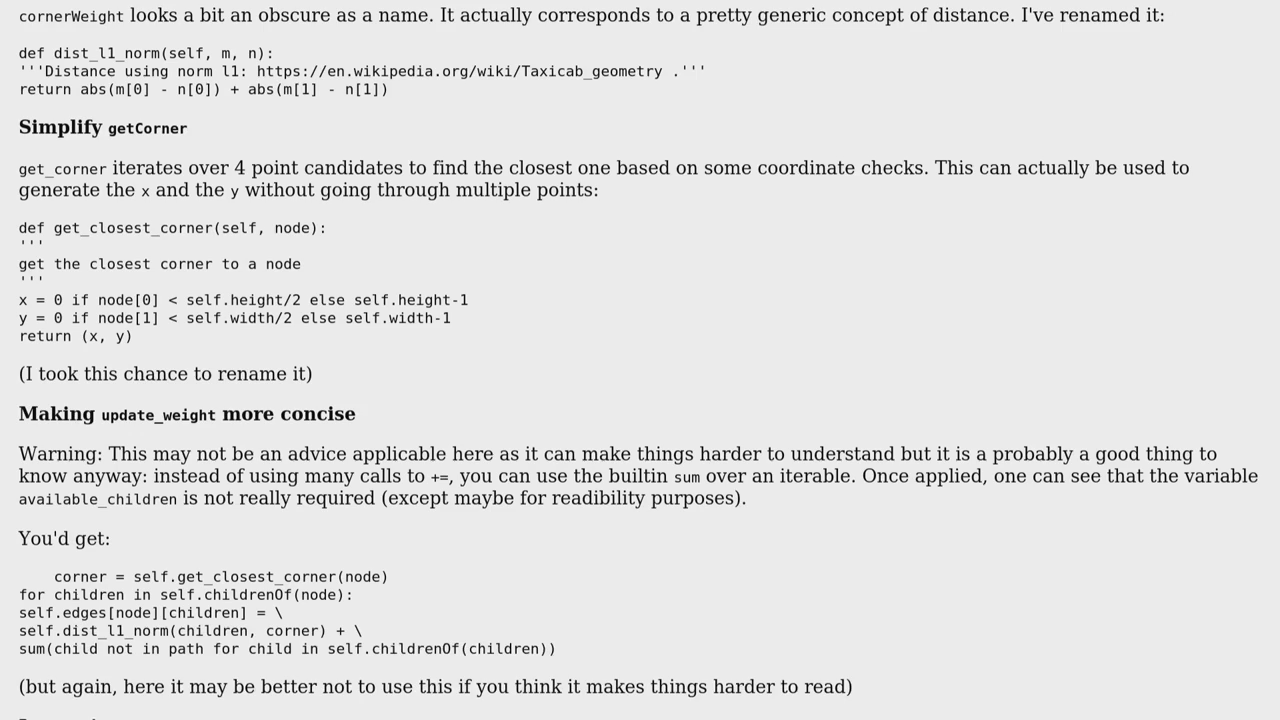 cornerWeight looks a bit an obscure as a name. It actually corresponds to a pretty generic concept of distance. I've renamed it:
def dist_l1_norm(self, m, n):
'''Distance using norm l1: https://en.wikipedia.org/wiki/Taxicab_geometry .'''
return abs(m[0] - n[0]) + abs(m[1] - n[1])
Simplify getCorner
get_corner iterates over 4 point candidates to find the closest one based on some coordinate checks. This can actually be used to
generate the x and the y without going through multiple points:
def get_closest_corner(self, node):
'''
get the closest corner to a node
'''
x = 0 if node[0] < self.height/2 else self.height-1
y = 0 if node[1] < self.width/2 else self.width-1
return (x, y)
(I took this chance to rename it)
Making update_weight more concise
Warning: This may not be an advice applicable here as it can make things harder to understand but it is a probably a good thing to
know anyway: instead of using many calls to +=, you can use the builtin sum over an iterable. Once applied, one can see that the variable
available_children is not really required (except maybe for readibility purposes).
You'd get:
corner = self.get_closest_corner(node)
for children in self.childrenOf(node):
self.edges[node][children] = \
self.dist_l1_norm(children, corner) + \
sum(child not in path for child in self.childrenOf(children))
(but again, here it may be better not to use this if you think it makes things harder to read)